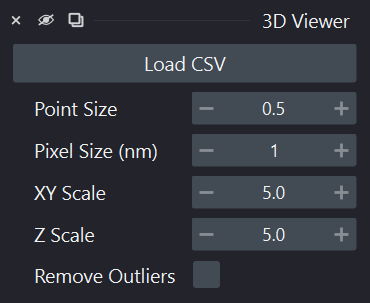 3D Viewer
Load CSV
Point Size 0.5
Pixel Size (nm) 1
XY Scale 5.0
Z Scale 5.0
Remove Outliers